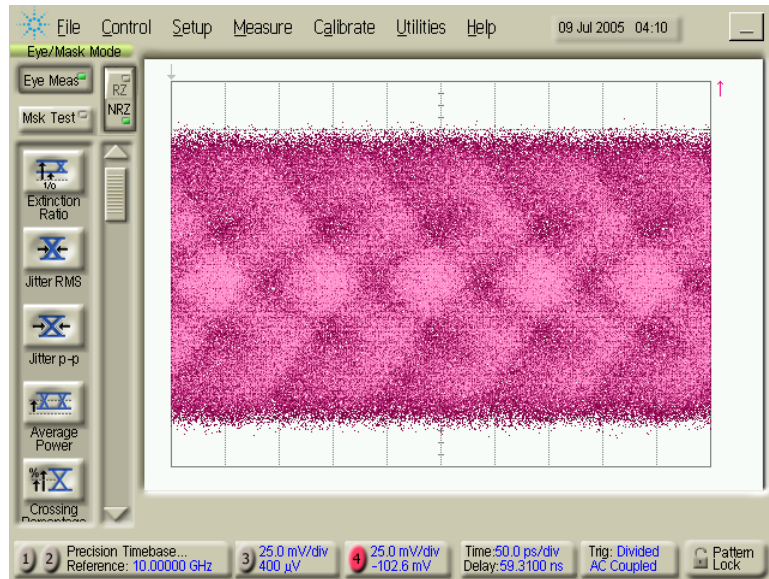 File Control Setup Measure Calibrate Utilities Help 09 Jul 2005 04:10
Eye/Mask Mode
Eye Meas
RZ
NRZ
Msk Test
1/0
Extinction
Ratio
Jitter RMS
Jitter p-p
Average
Power
%
Crossing
1 2 Precision Timebase...
Reference: 10.00000 GHz
3 25.0 mV/div
400 µV
4 25.0 mV/div
-102.6 mV
Time:50.0 ps/div
Delay:59.3100 ns
Trig: Divided
AC Coupled
Pattern
Lock